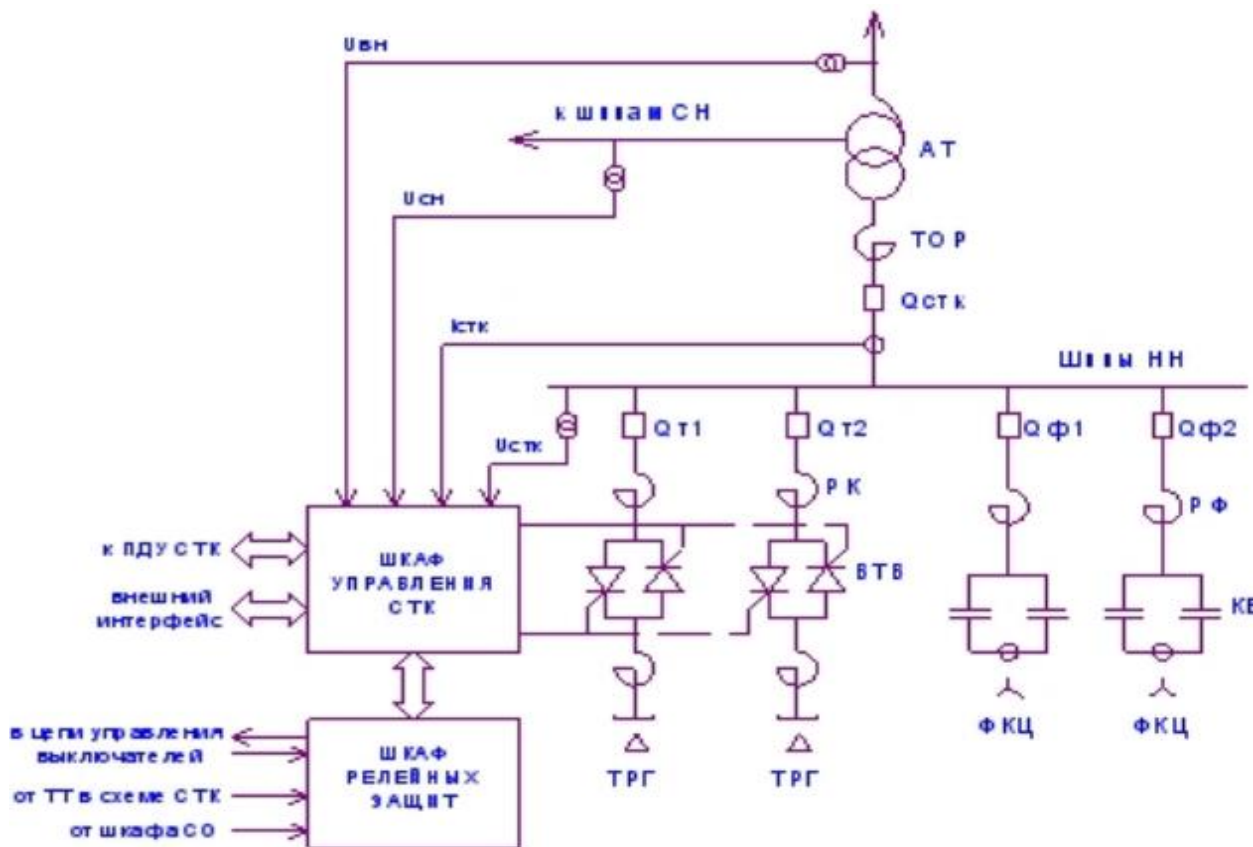 Uвн
к шинам СН
АТ
Uсн
ТОР
Qстк
Iстк
Шины НН
Qт1
Qт2
Qф1
Qф2
Uстк
РК
РФ
к ПДУ СТК
ШКАФ
УПРАВЛЕНИЯ
СТК
ВТВ
внешний
интерфейс
КБ
в цепи управления
выключателей
ШКАФ
РЕЛЕЙНЫХ
ЗАЩИТ
ТРГ
ТРГ
ФКЦ
ФКЦ
от ТТ в схеме СТК
от шкафа СО